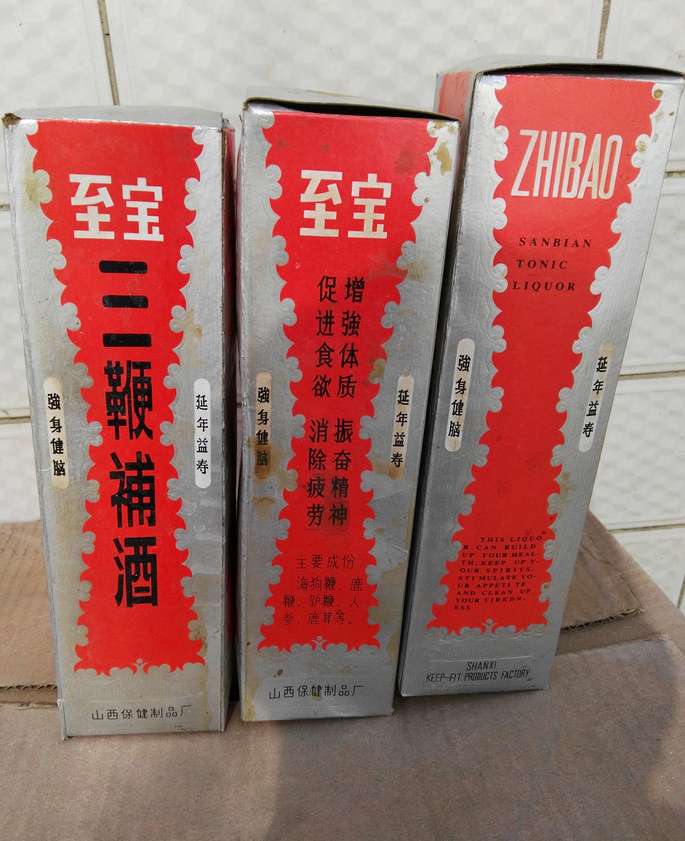 至宝
三鞭補酒
強身健脑
延年益寿
山西保健制品厂
至宝
增強体质
促进食欲
振奋精神
消除疲劳
強身健脑
延年益寿
主要成份
海狗鞭、鹿
鞭、驴鞭、人
参、鹿茸等。
山西保健制品厂
ZHIBAO
SANBIAN
TONIC
LIQUOR
強身健脑
延年益寿
THIS LIQUO
R CAN BUILD
UP YOUR HEAL-
TH, KEEP UP Y-
OUR SPIRITS,
STIMULATE YO-
UR APPETITE
AND CLEAN UP
YOUR TIREDN-
ESS
SHANXI
KEEP-FIT PRODUCTS FACTORY